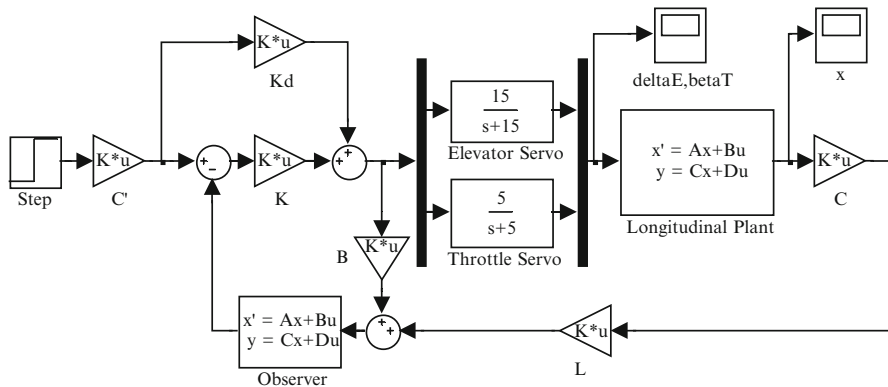 K*u
Kd
deltaE,betaT
x
15
s+15
Elevator Servo
Step
K*u
C'
+
−
K*u
K
+
+
x' = Ax+Bu
y = Cx+Du
Longitudinal Plant
K*u
C
5
s+5
Throttle Servo
B
K*u
x' = Ax+Bu
y = Cx+Du
Observer
+
+
K*u
L